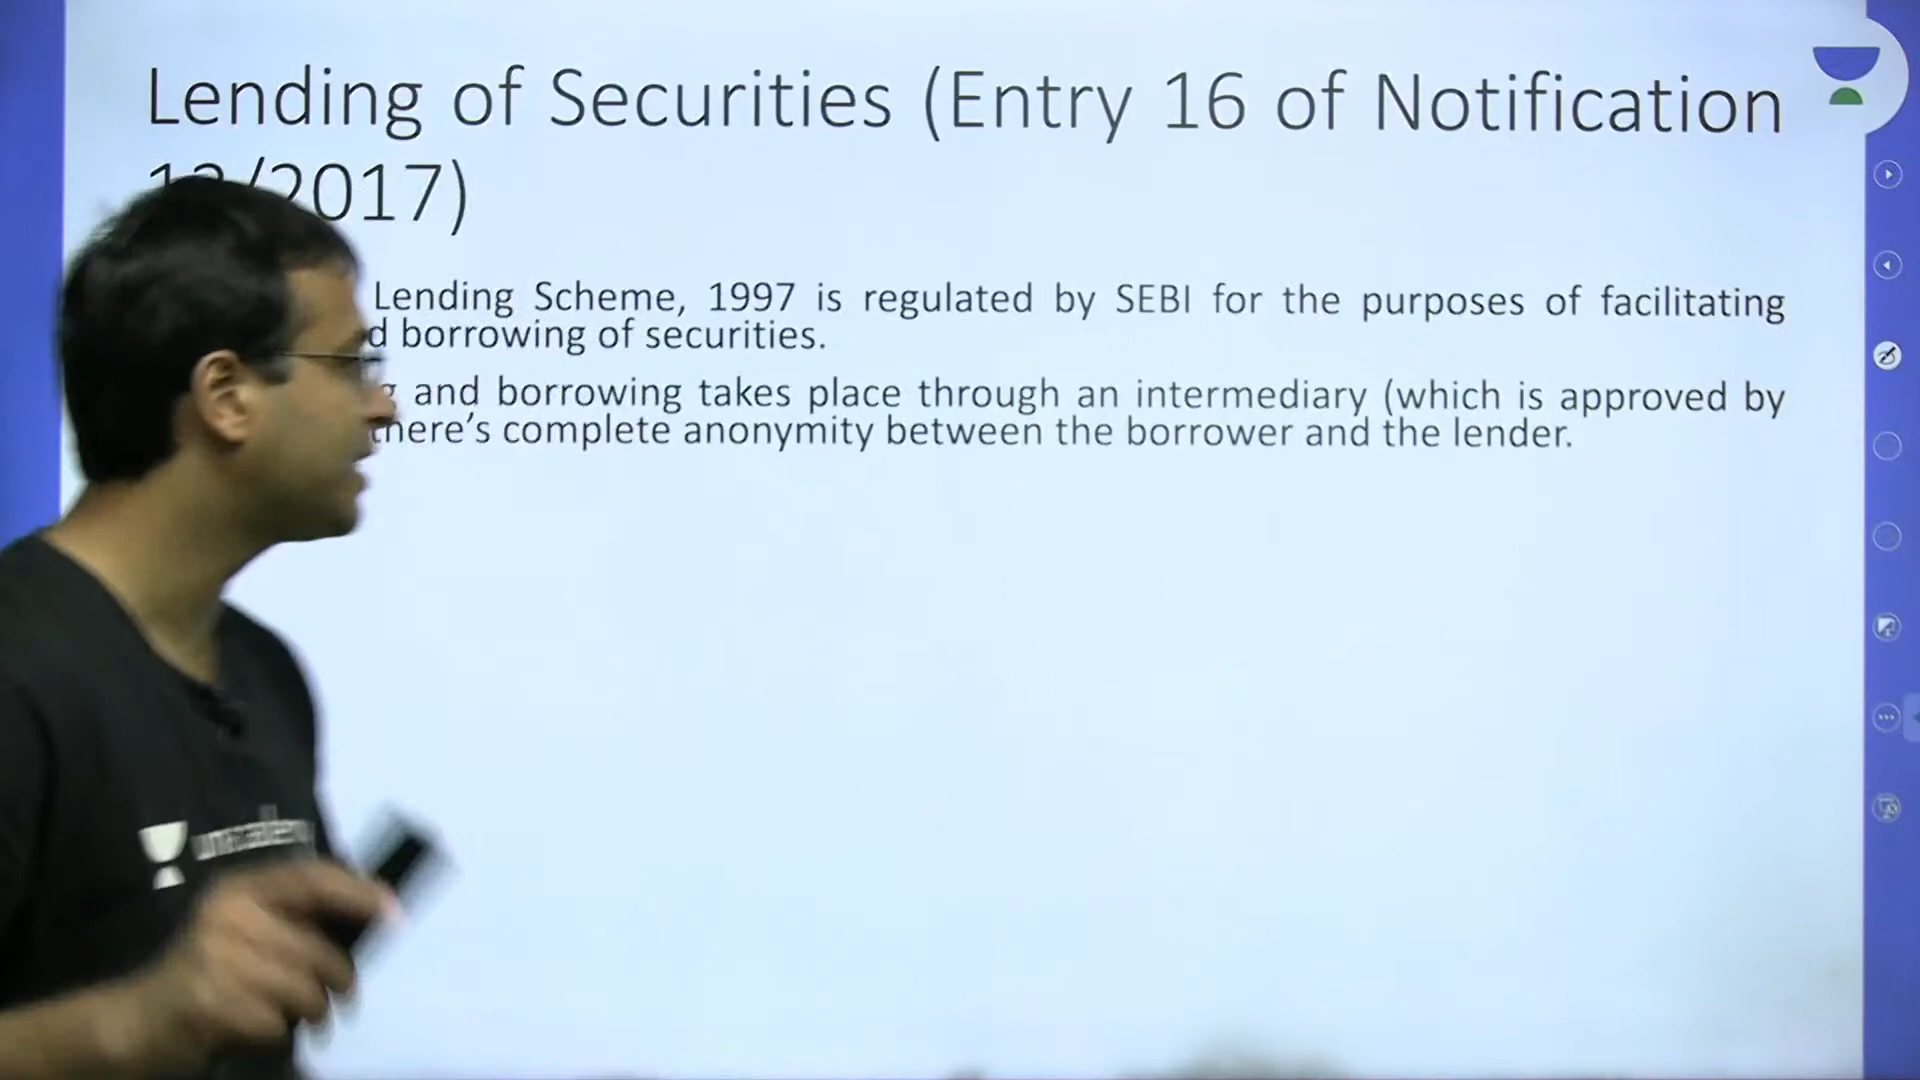 Lending of Securities (Entry 16 of Notification
/2017)
Lending Scheme, 1997 is regulated by SEBI for the purposes of facilitating
borrowing of securities.
and borrowing takes place through an intermediary (which is approved by
there's complete anonymity between the borrower and the lender.
unacademy